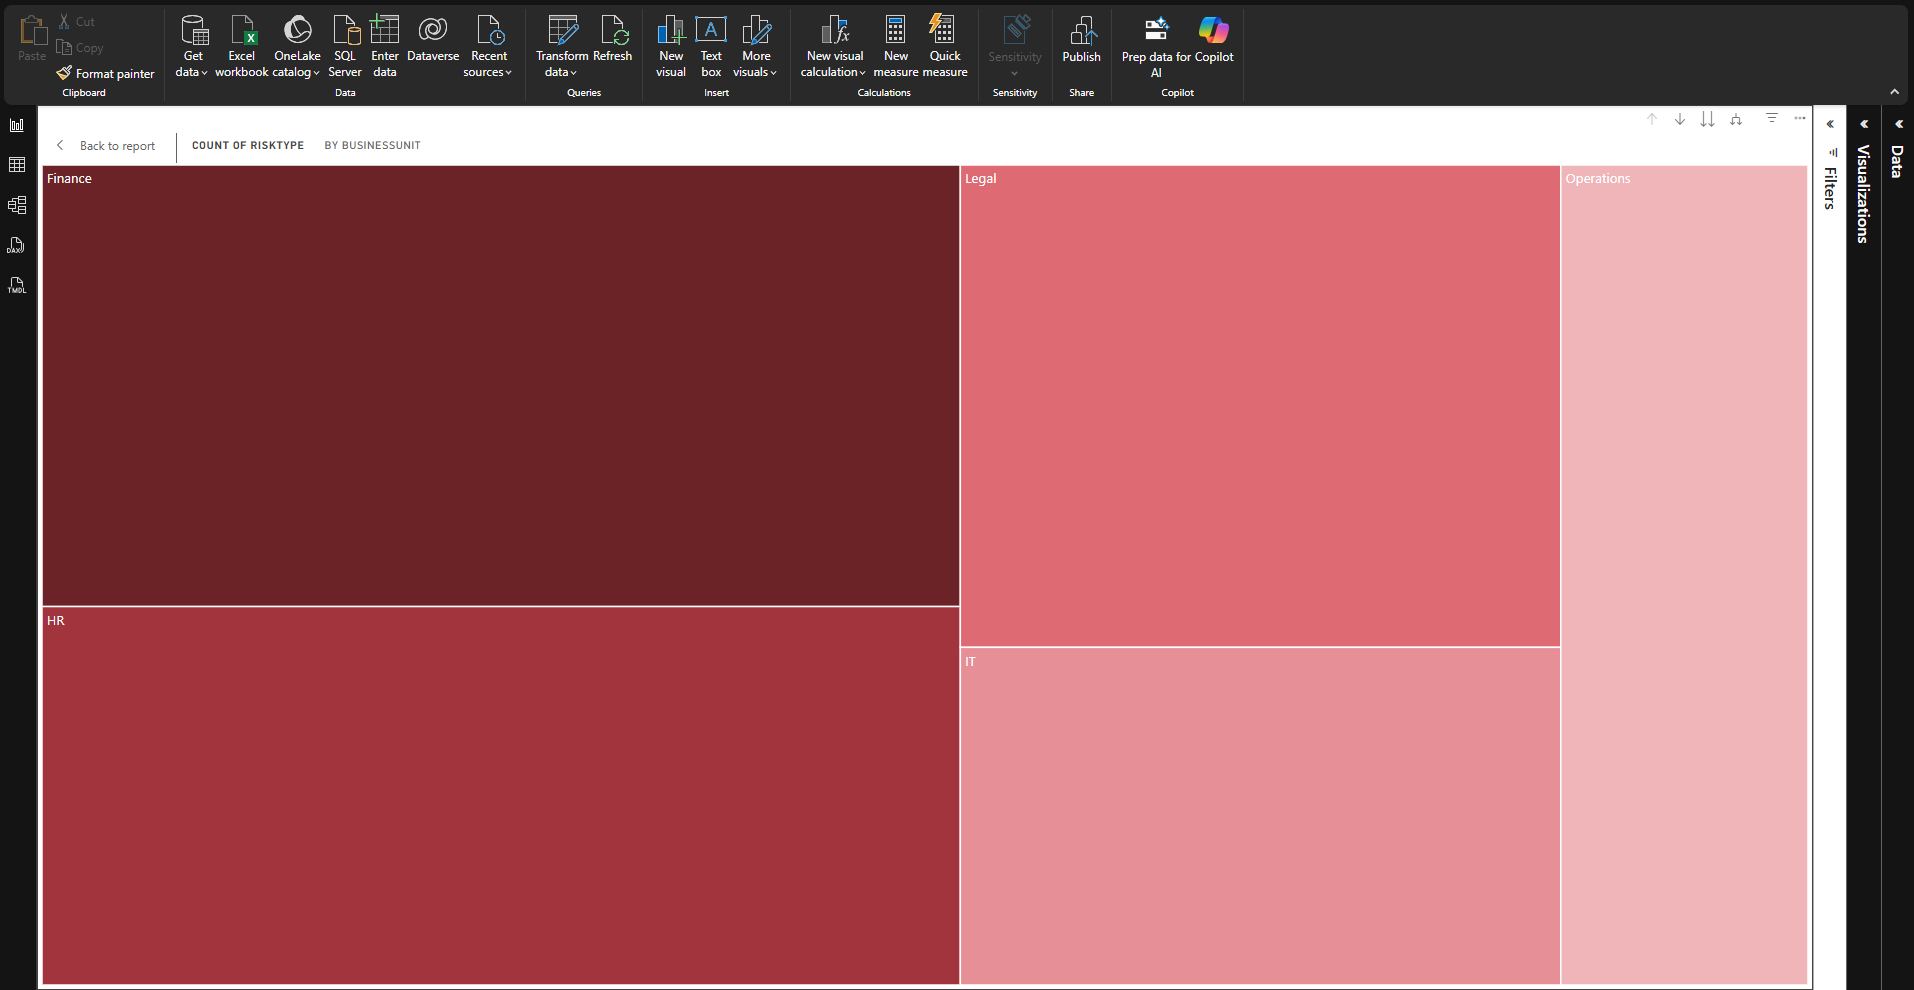 Paste
Cut
Copy
Format painter
Clipboard
Get data
Excel workbook
OneLake catalog
SQL Server
Enter data
Dataverse
Recent sources
Data
Transform data
Refresh
Queries
New visual
Text box
More visuals
Insert
New visual calculation
New measure
Quick measure
Calculations
Sensitivity
Sensitivity
Publish
Share
Prep data for AI
Copilot
Copilot
DAX
TMDL
Back to report
COUNT OF RISKTYPE
BY BUSINESSUNIT
Finance
Legal
Operations
HR
IT
Filters
Visualizations
Data